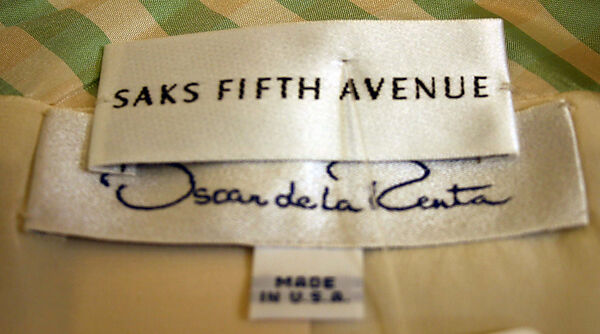 SAKS FIFTH AVENUE
Oscar de la Renta
MADE
IN U.S.A.